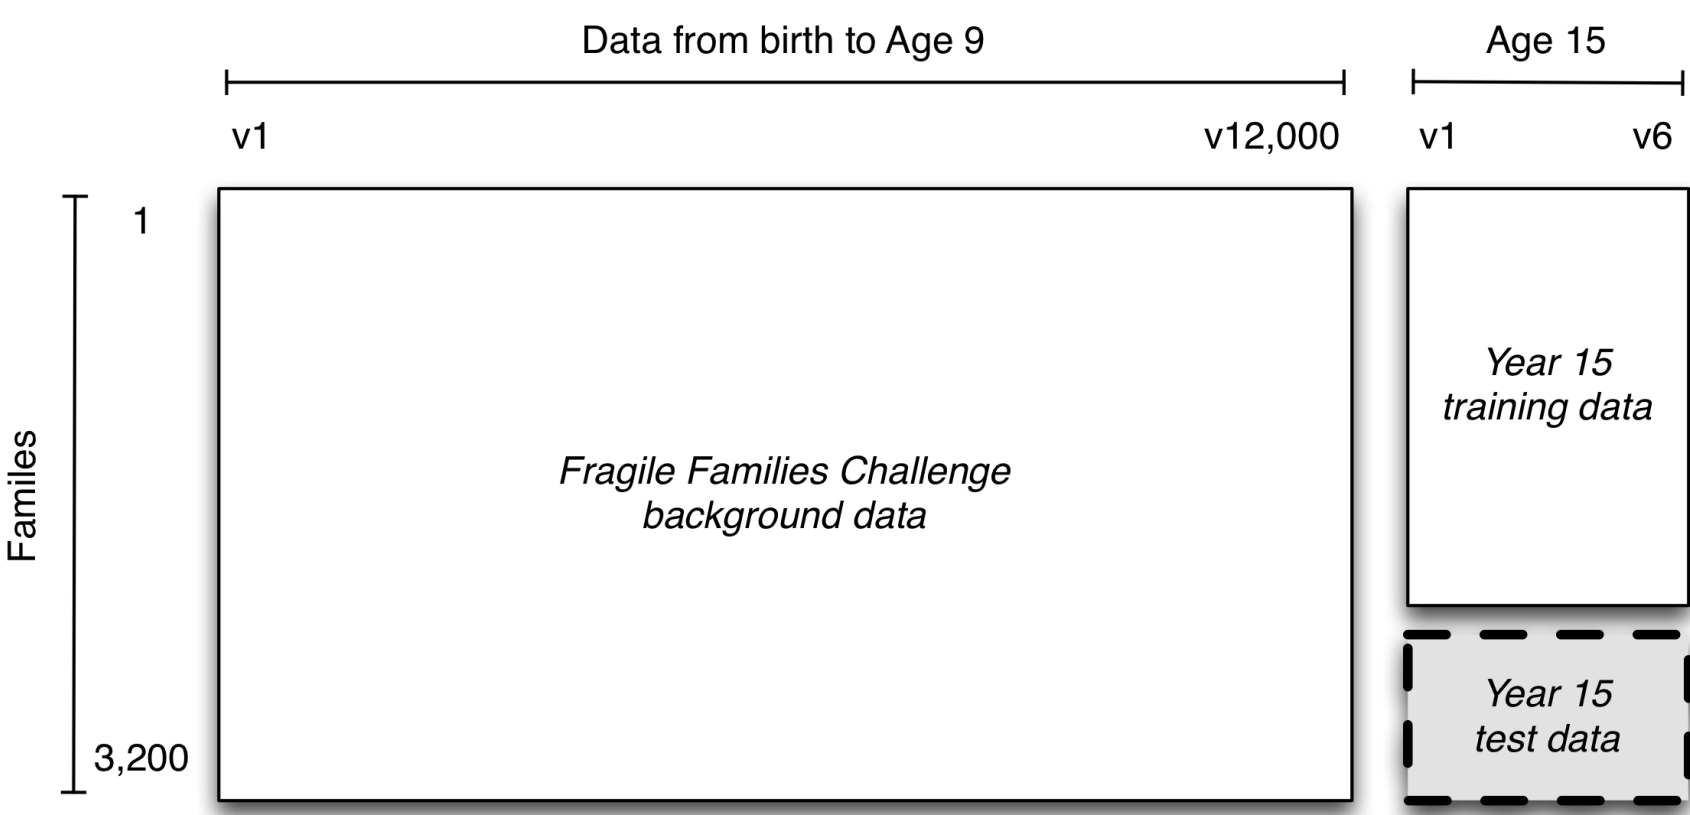 Data from birth to Age 9
Age 15
v1
v12,000
v1
v6
1
Year 15
training data
Familes
Fragile Families Challenge
background data
Year 15
test data
3,200